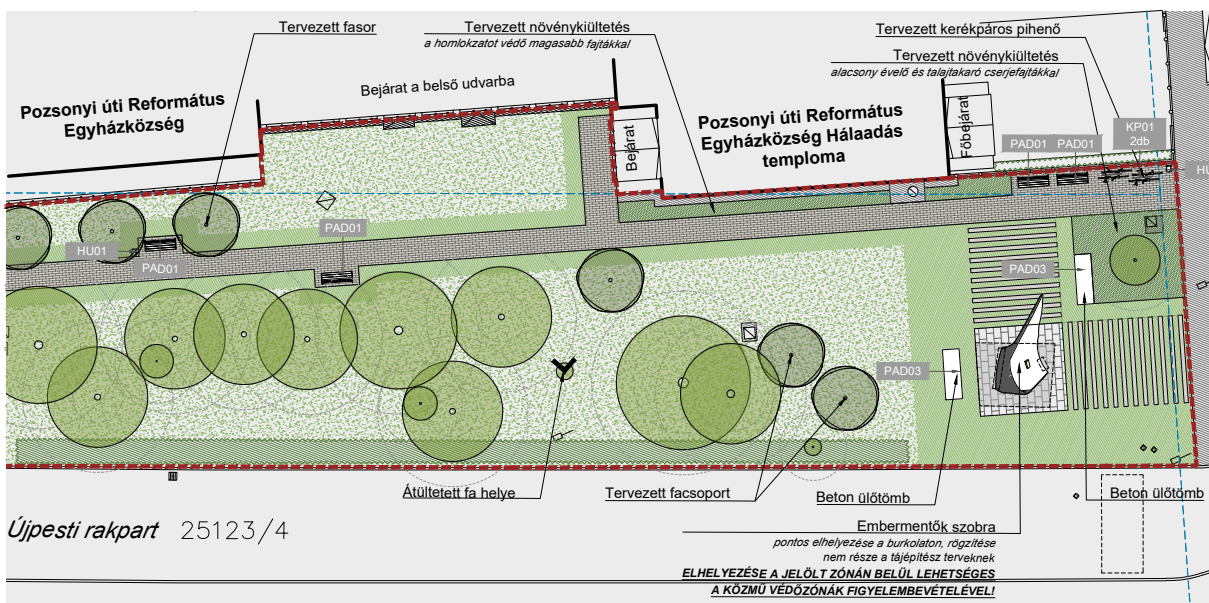 Tervezett fasor
Tervezett növénykiültetés
a homlokzatot védő magasabb fajtákkal
Tervezett kerékpáros pihenő
Tervezett növénykiültetés
alacsony évelő és talajtakaró cserjefajtákkal
Pozsonyi úti Református
Egyházközség
Bejárat a belső udvarba
Bejárat
Pozsonyi úti Református
Egyházközség Hálaadás
temploma
Főbejárat
PAD01
PAD01
KP01
2db
HU
HU01
PAD01
PAD01
PAD03
PAD03
Átültetett fa helye
Tervezett facsoport
Beton ülőtömb
Beton ülőtömb
Újpesti rakpart 25123/4
Embermentők szobra
pontos elhelyezése a burkolaton, rögzítése
nem része a tájépítész terveknek
ELHELYEZÉSE A JELÖLT ZÓNÁN BELÜL LEHETSÉGES
A KÖZMŰ VÉDŐZÓNÁK FIGYELEMBEVÉTELÉVEL!